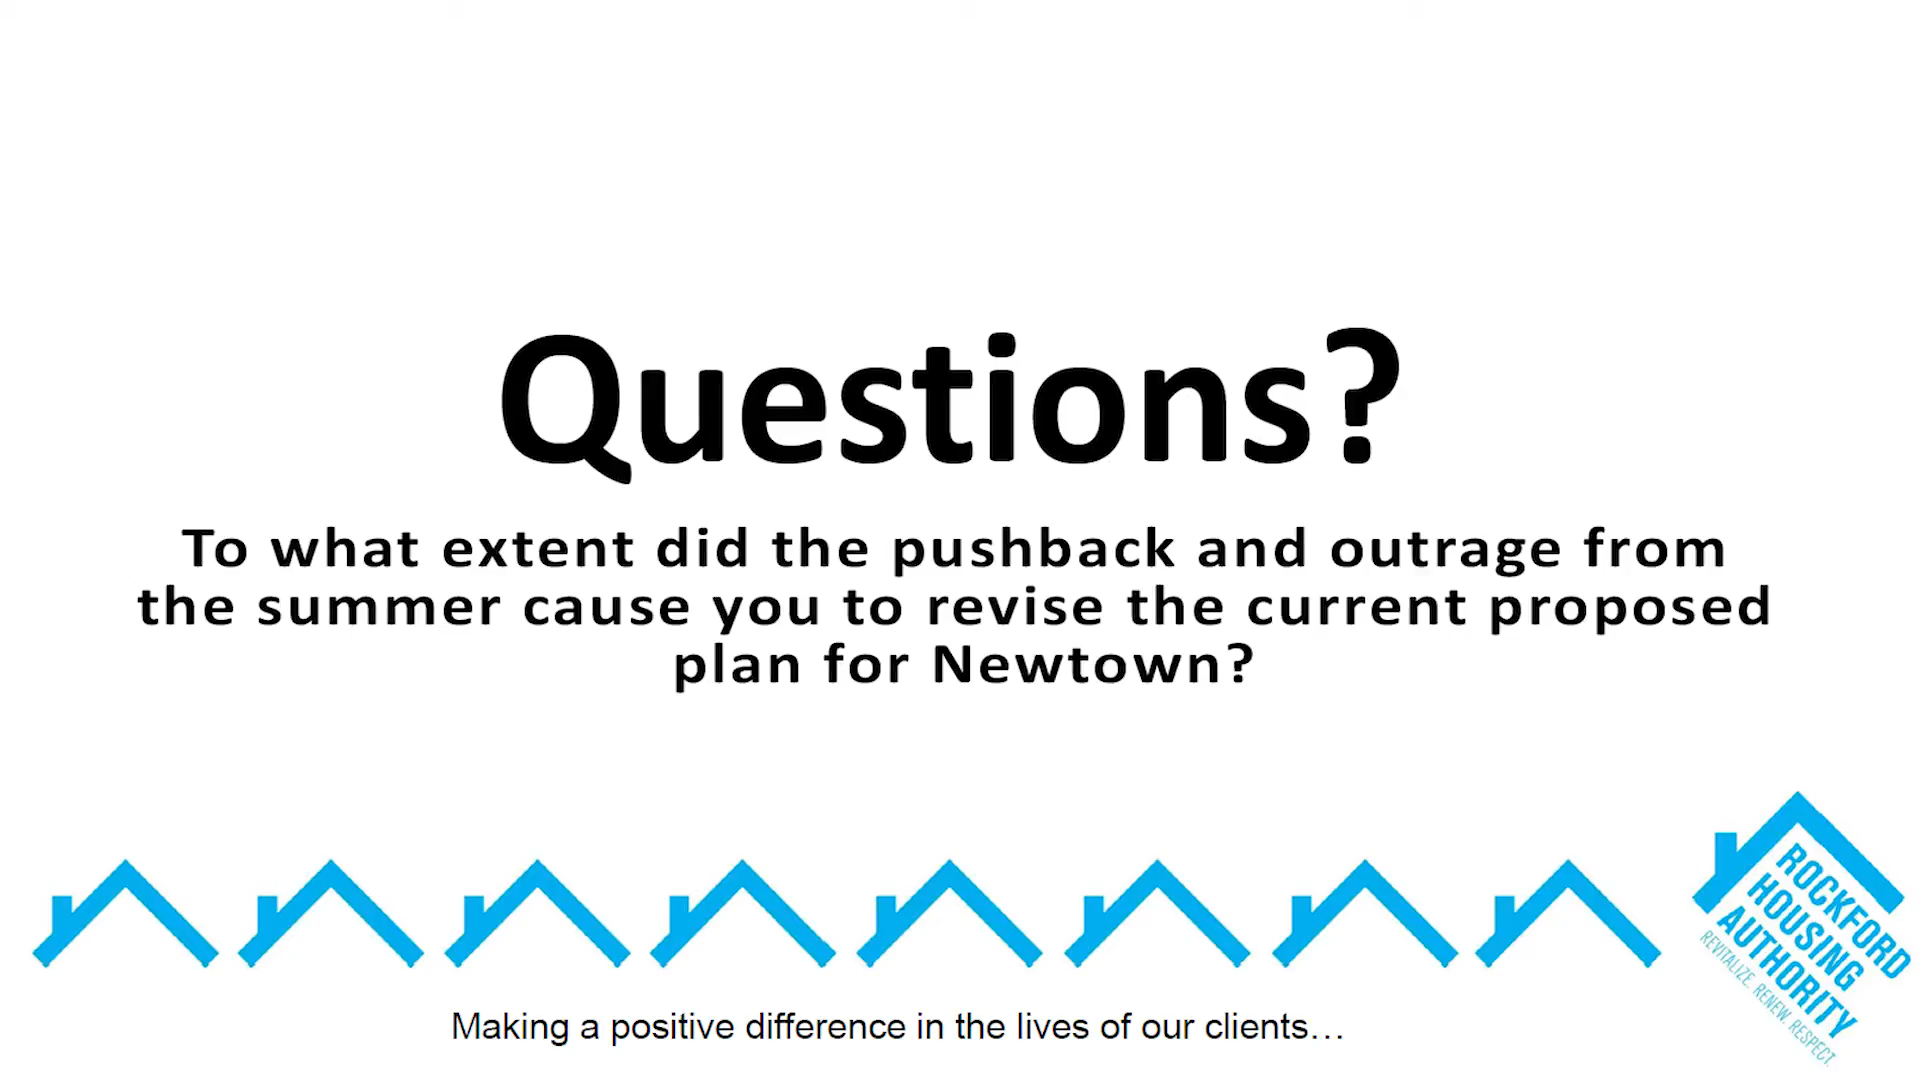 Questions?
To what extent did the pushback and outrage from
the summer cause you to revise the current proposed
plan for Newtown?
ROCKFORD
HOUSING
AUTHORITY
REVITALIZE. RENEW. RESPECT.
Making a positive difference in the lives of our clients…